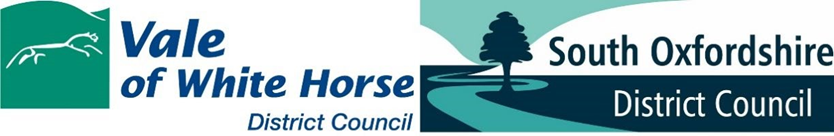 Vale
of White Horse
District Council
South Oxfordshire
District Council